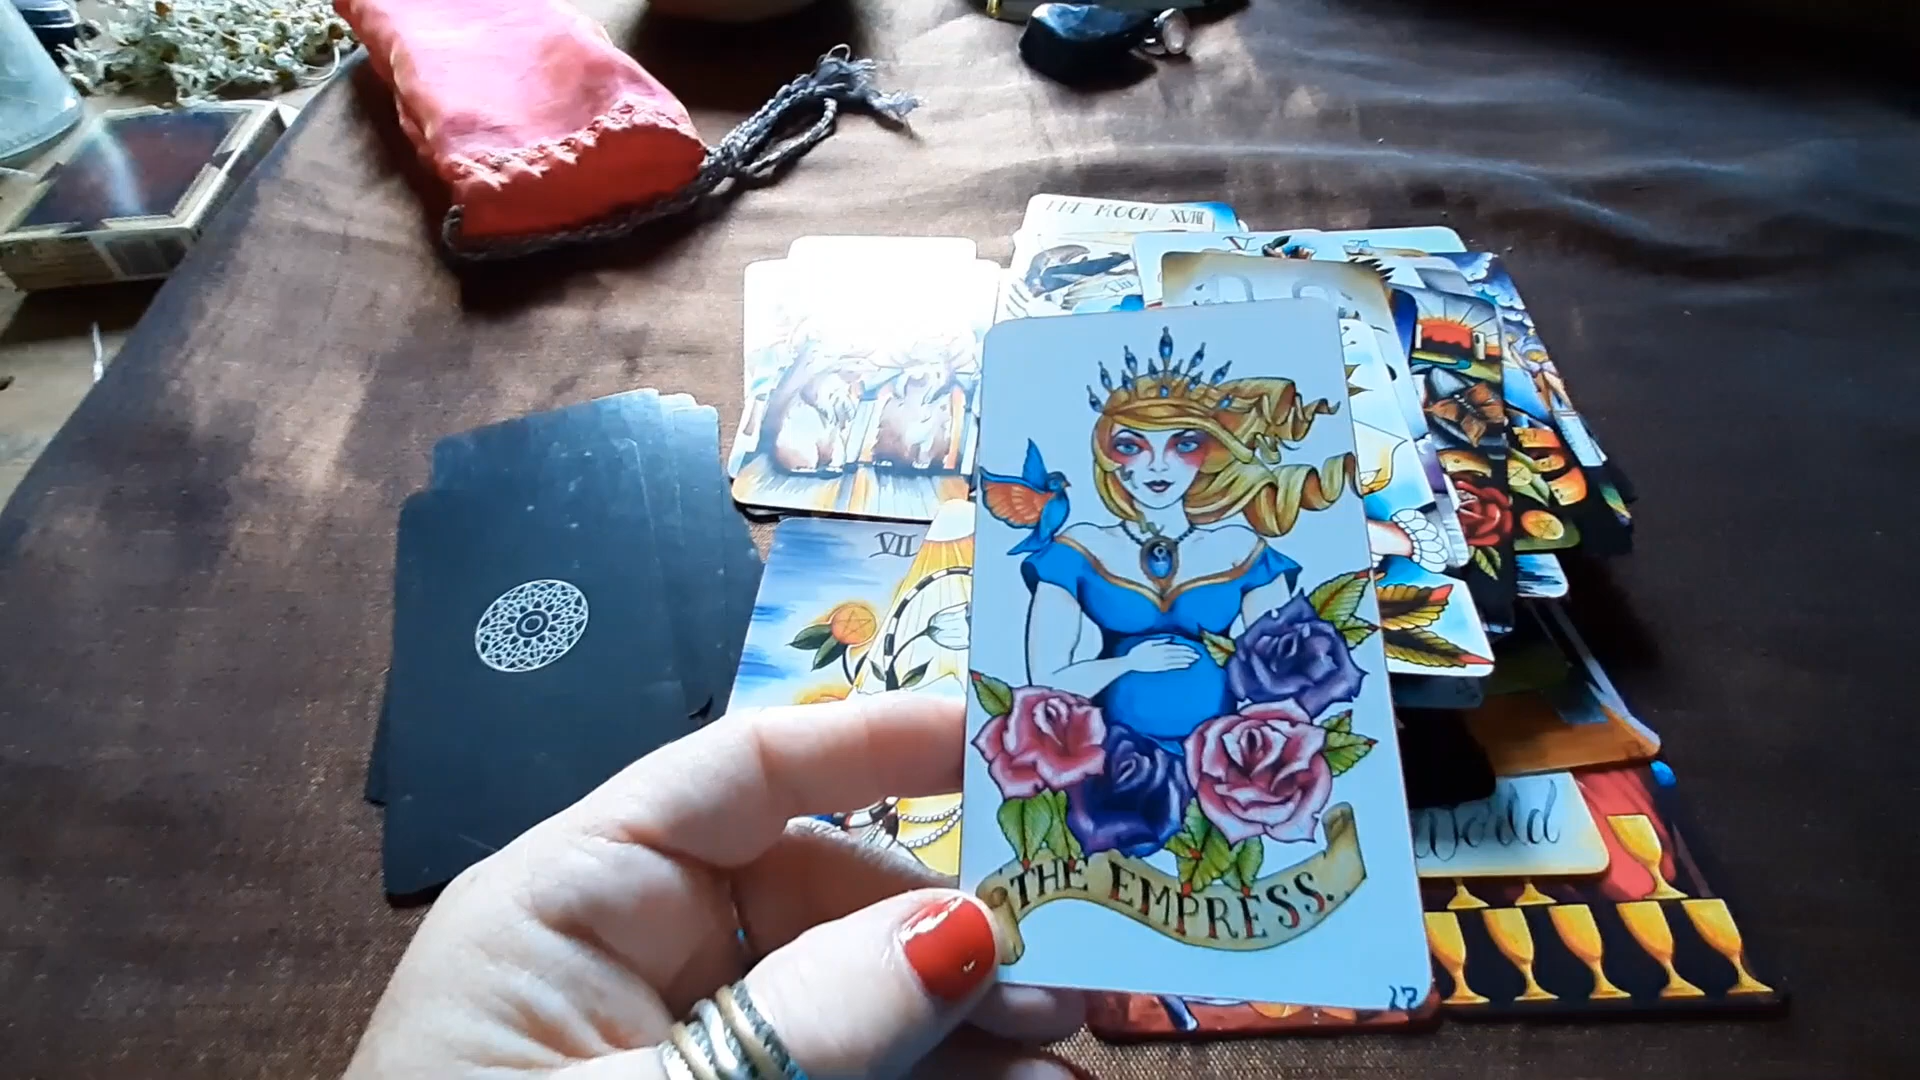 THE MOON XVIII
V
VII
THE EMPRESS.
World